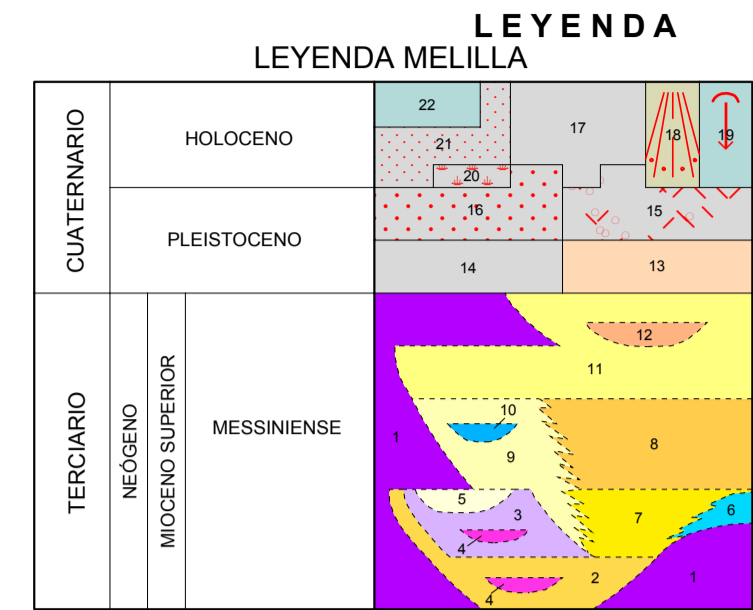 LEYENDA
LEYENDA MELILLA
CUATERNARIO
HOLOCENO
PLEISTOCENO
TERCIARIO
NEÓGENO
MIOCENO SUPERIOR
MESSINIENSE
22
21
20
17
18
19
16
15
14
13
12
11
10
1
9
8
5
3
7
6
4
2
1
4